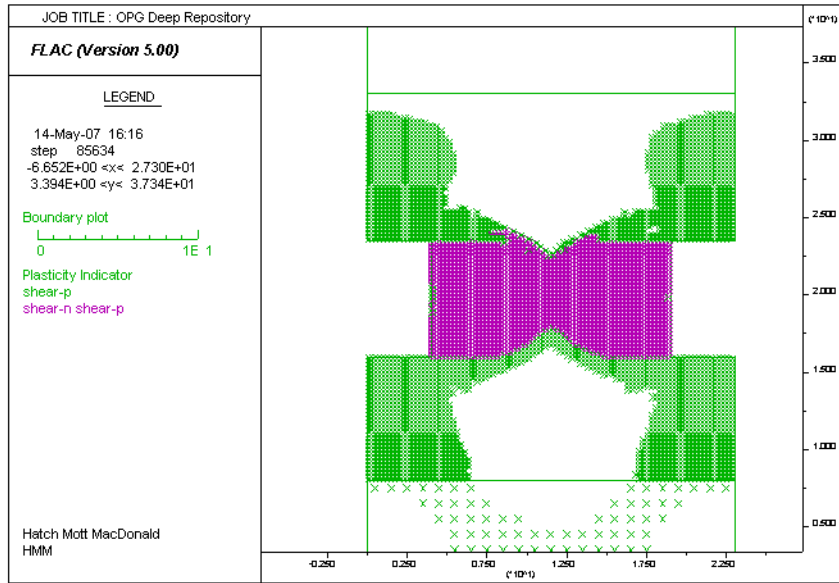 JOB TITLE : OPG Deep Repository
(*10^1)
FLAC (Version 5.00)
LEGEND
14-May-07 16:16
step 85634
-6.652E+00 <x< 2.730E+01
3.394E+00 <y< 3.734E+01
Boundary plot
0 1E 1
Plasticity Indicator
shear-p
shear-n shear-p
Hatch Mott MacDonald
HMM
3.500
3.000
2.500
2.000
1.500
1.000
0.500
-0.250 0.250 0.750 1.250 1.750 2.250
(*10^1)